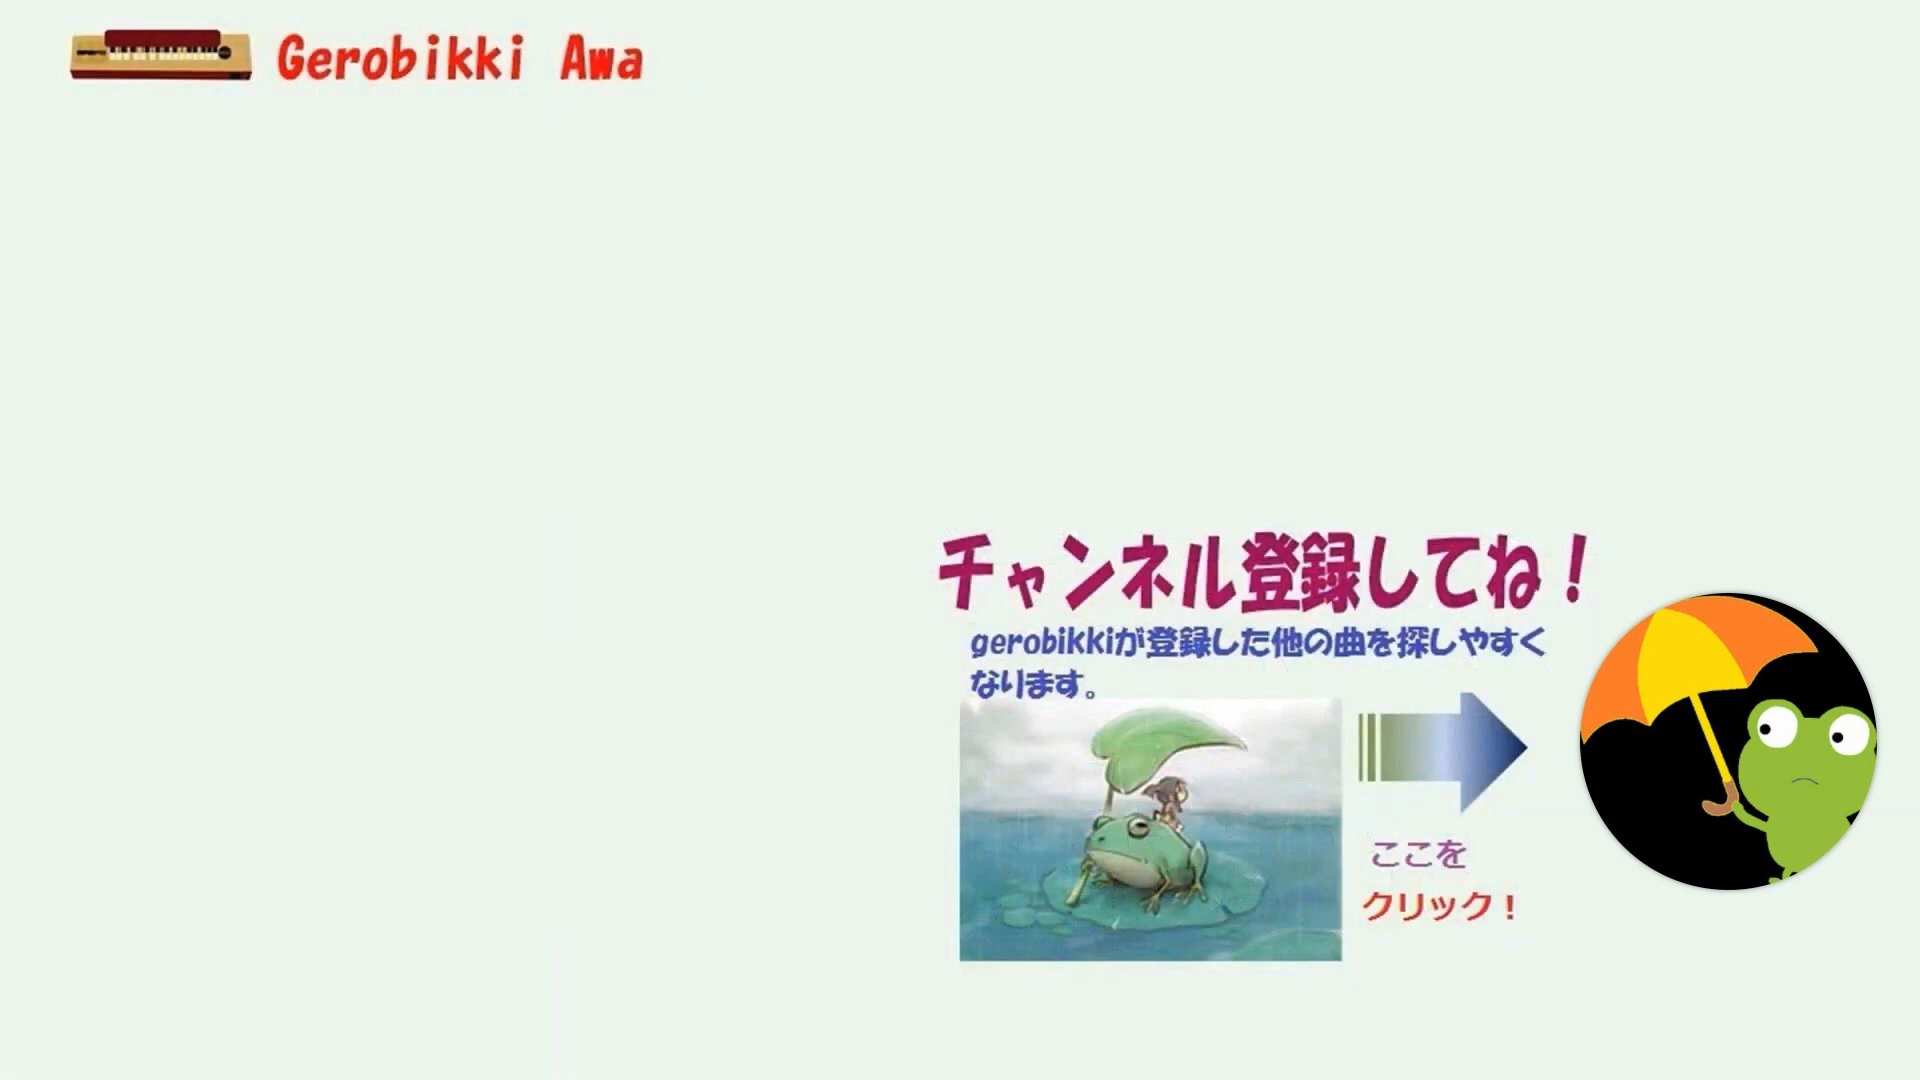 Gerobikki Awa
チャンネル登録してね！
gerobikkiが登録した他の曲を探しやすく
なります。
ここを
クリック！